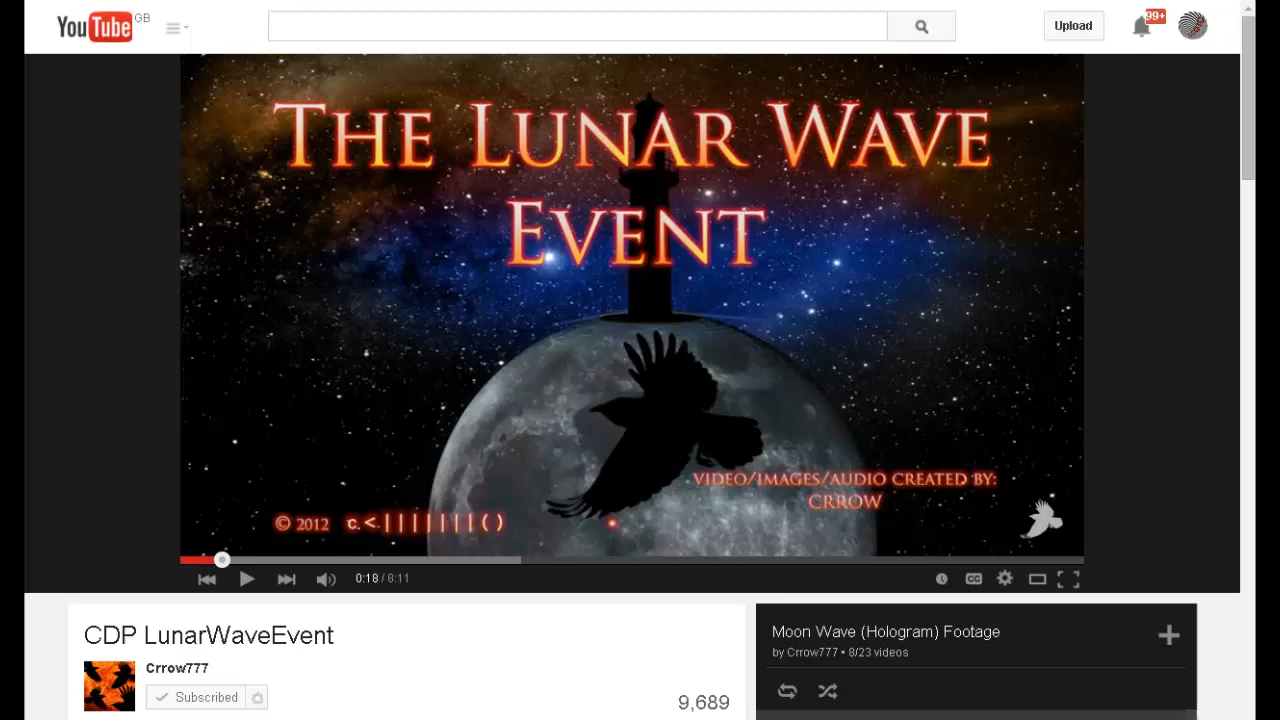 YouTube GB
Upload
99+
THE LUNAR WAVE
EVENT
VIDEO/IMAGES/AUDIO CREATED BY:
CRROW
© 2012
0:18 / 8:11
CC
CDP LunarWaveEvent
Crrow777
Subscribed
9,689
Moon Wave (Hologram) Footage
by Crrow777 • 8/23 videos